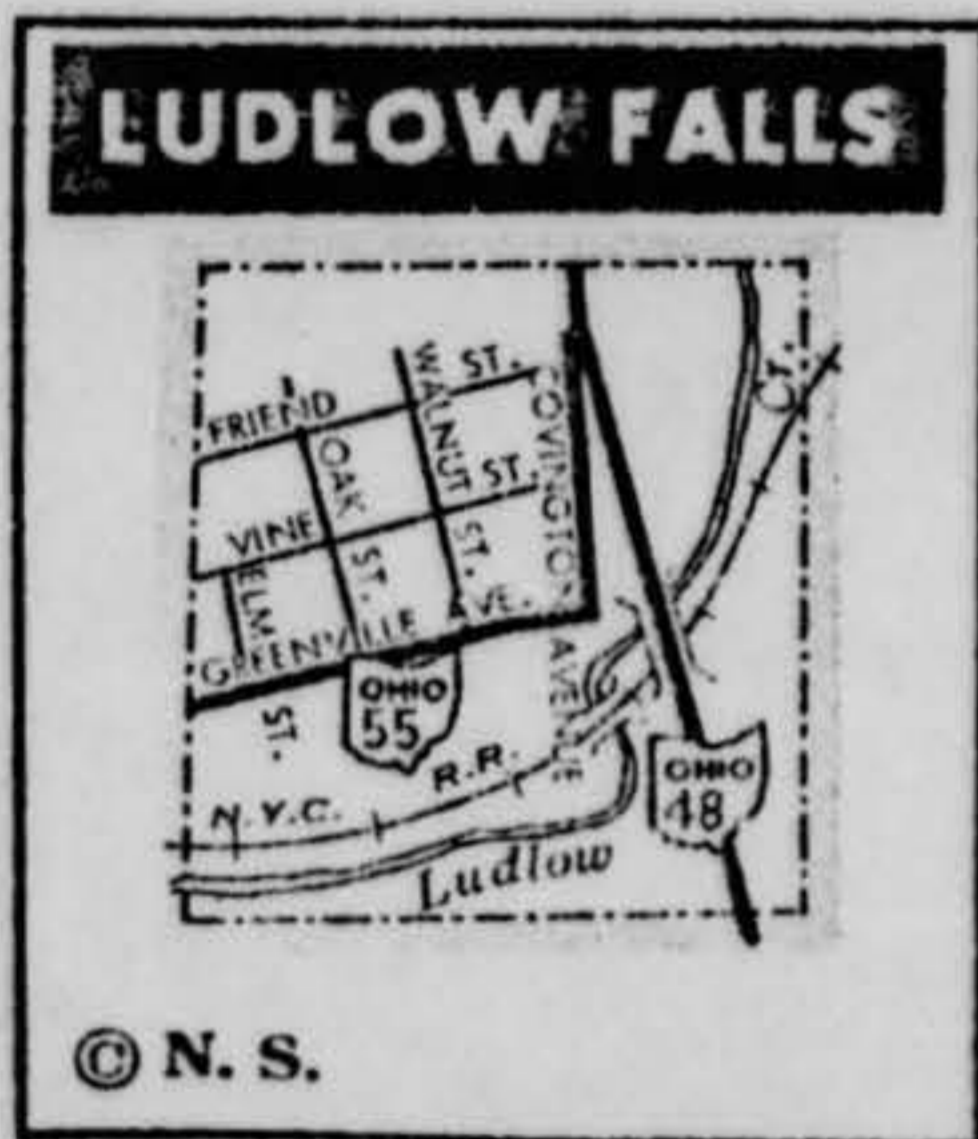 LUDLOW FALLS
FRIEND ST.
WALNUT ST.
COVINGTON AVENUE
OAK ST.
VINE ST.
ELM ST.
GREENVILLE AVE.
OHIO 55
OHIO 48
N.Y.C. R.R.
Ludlow Cr.
© N. S.